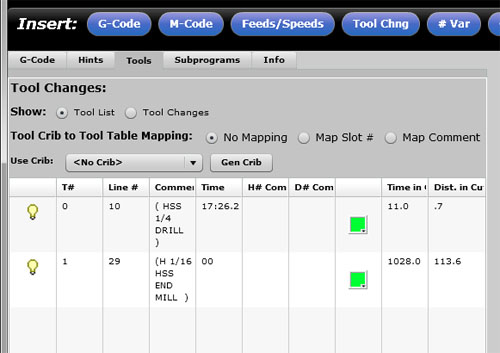 Insert: G-Code M-Code Feeds/Speeds Tool Chng # Var
G-Code Hints Tools Subprograms Info
Tool Changes:
Show: Tool List Tool Changes
Tool Crib to Tool Table Mapping: No Mapping Map Slot # Map Comment
Use Crib: <No Crib> Gen Crib
T# Line # Commen Time H# Com D# Com Time in Dist. in Cu
0 10 ( HSS 17:26.2 11.0 .7
1/4
DRILL
)
1 29 (H 1/16 00 1028.0 113.6
HSS
END
MILL )